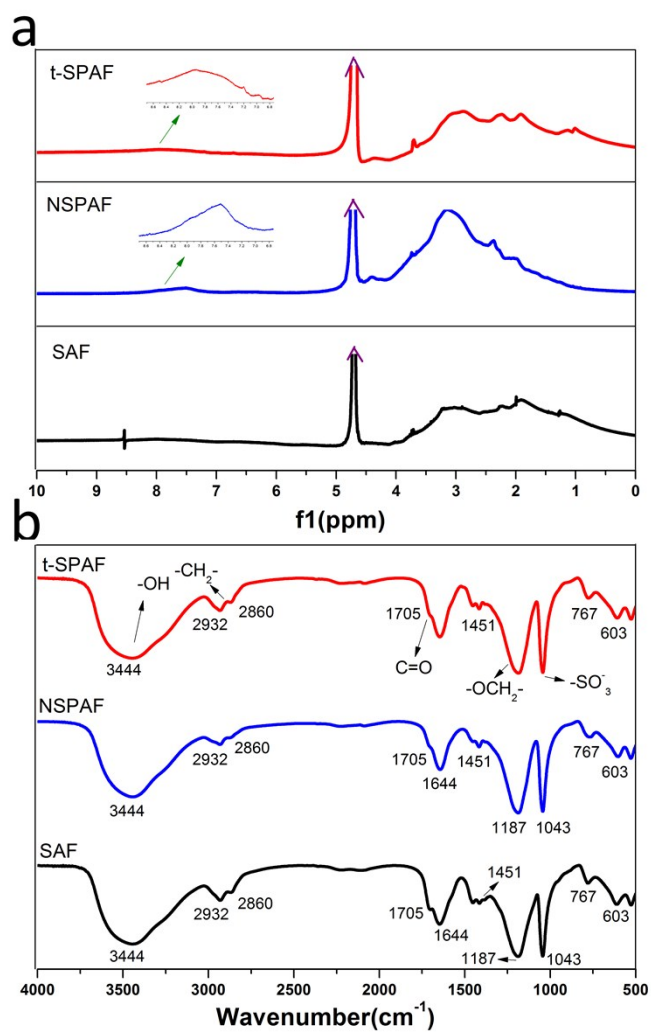 a
t-SPAF
NSPAF
SAF
10 9 8 7 6 5 4 3 2 1 0
f1(ppm)
b
t-SPAF
-OH
-CH2-
3444
2932
2860
1705
C=O
1451
-OCH2-
-SO3-
767
603
NSPAF
3444
2932
2860
1705
1644
1451
1187
1043
767
603
SAF
3444
2932
2860
1705
1644
1451
1187
1043
767
603
4000 3500 3000 2500 2000 1500 1000 500
Wavenumber(cm-1)